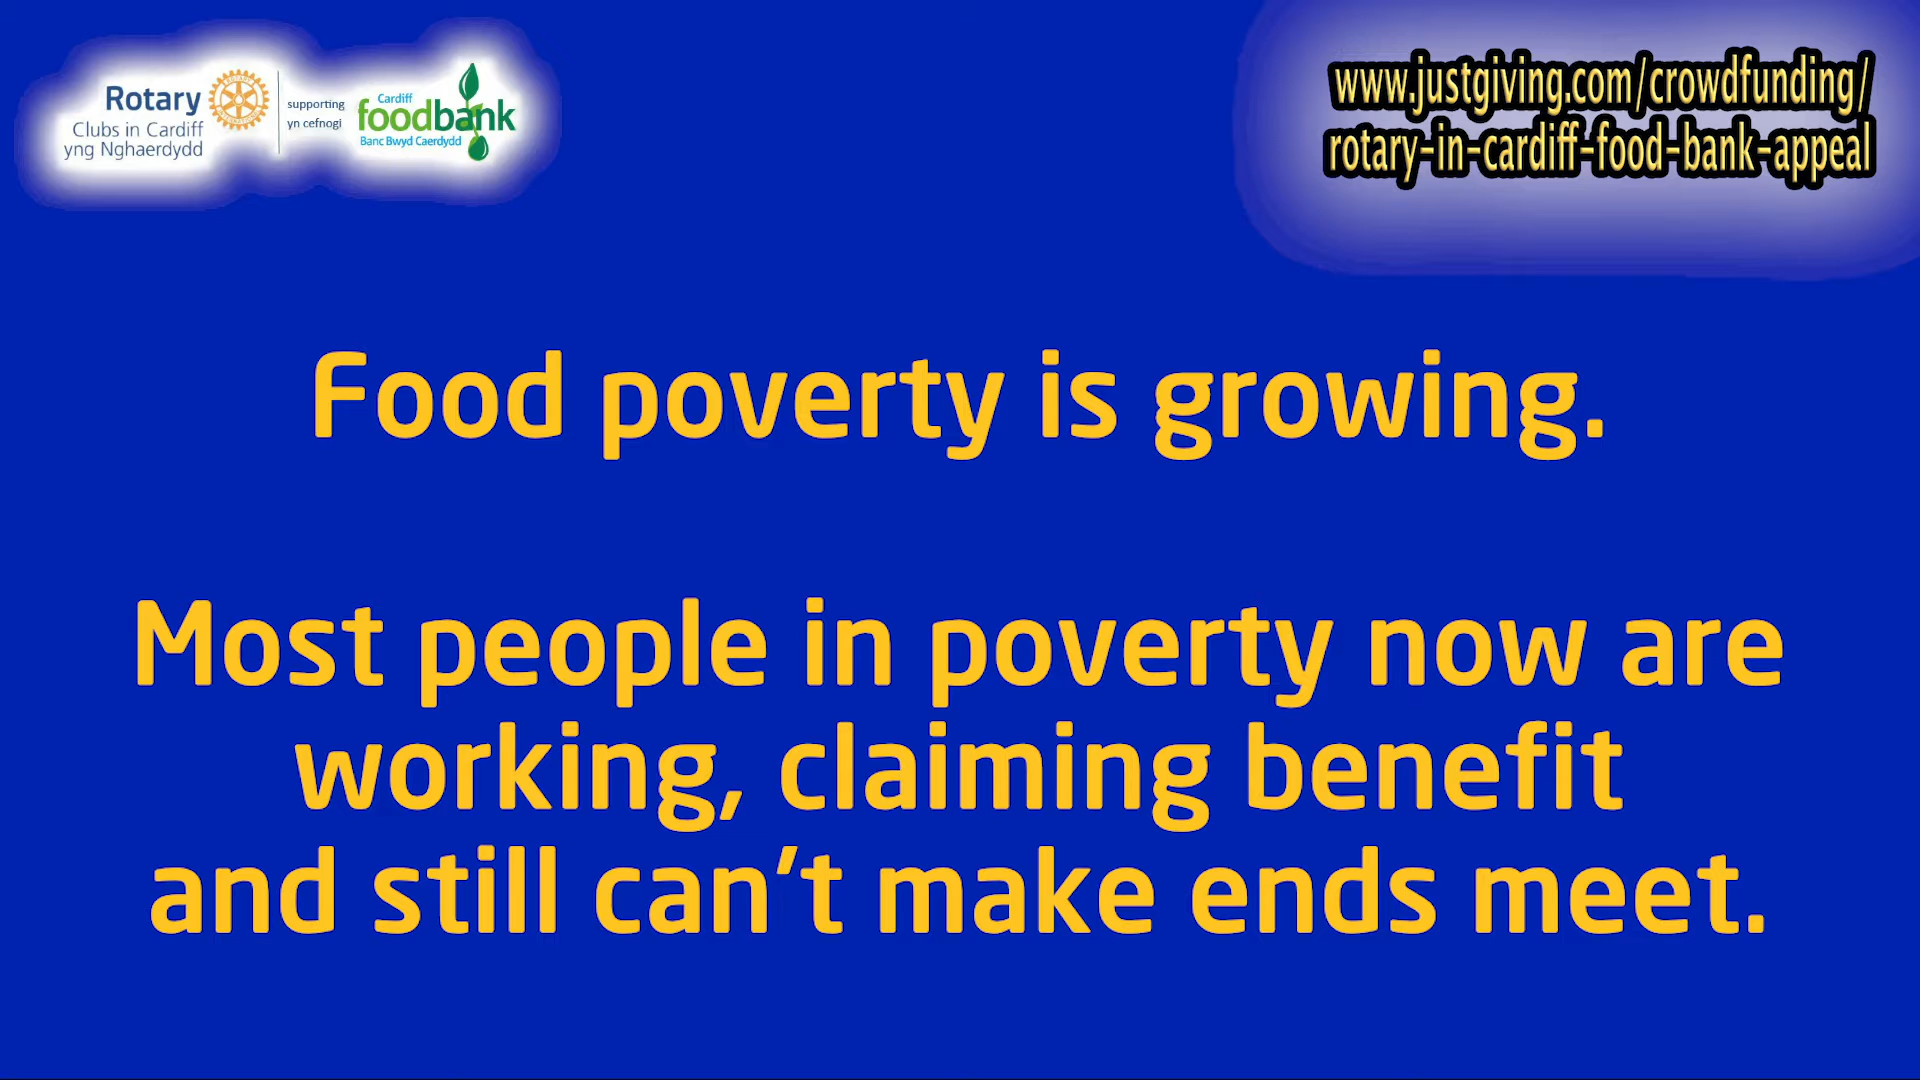 Rotary
Clubs in Cardiff
yng Nghaerdydd
supporting
yn cefnogi
Cardiff
foodbank
Banc Bwyd Caerdydd
www.justgiving.com/crowdfunding/
rotary-in-cardiff-food-bank-appeal
Food poverty is growing.
Most people in poverty now are
working, claiming benefit
and still can't make ends meet.